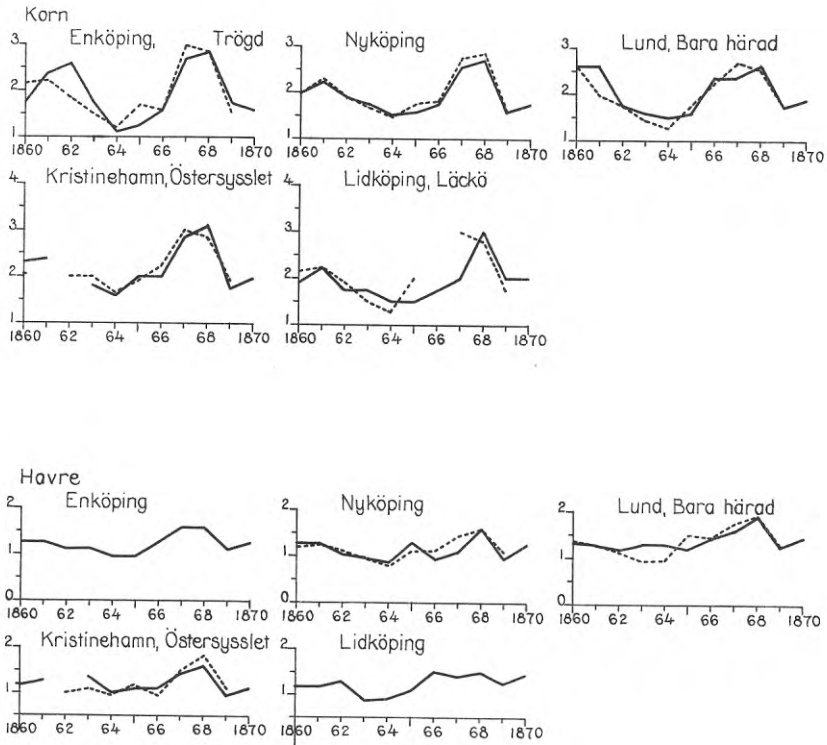 Korn
Enköping, Trögd
3
2
1
1860 62 64 66 68 1870
Nyköping
3
2
1
1860 62 64 66 68 1870
Lund, Bara härad
3
2
1
1860 62 64 66 68 1870
Kristinehamn, Östersysslet
4
3
2
1
1860 62 64 66 68 1870
Lidköping, Läckö
4
3
2
1
1860 62 64 66 68 1870
Havre
Enköping
2
1
0
1860 62 64 66 68 1870
Nyköping
2
1
0
1860 62 64 66 68 1870
Lund, Bara härad
2
1
0
1860 62 64 66 68 1870
Kristinehamn, Östersysslet
2
1
1860 62 64 66 68 1870
Lidköping
2
1
1860 62 64 66 68 1870